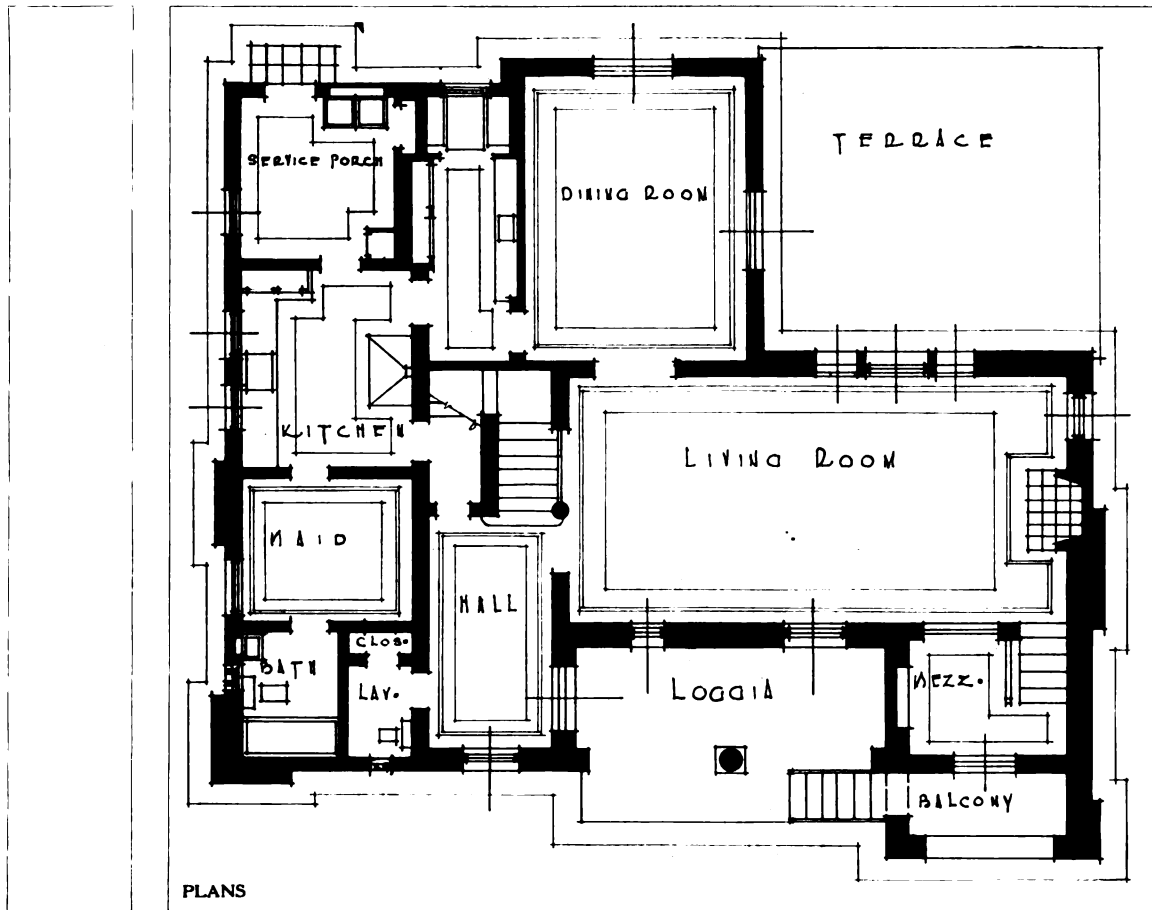 TERRACE
SERVICE PORCH
DINING ROOM
KITCHEN
LIVING ROOM
MAID
HALL
CLOS.
BATH
LAV.
LOGGIA
MEZZ.
BALCONY
PLANS